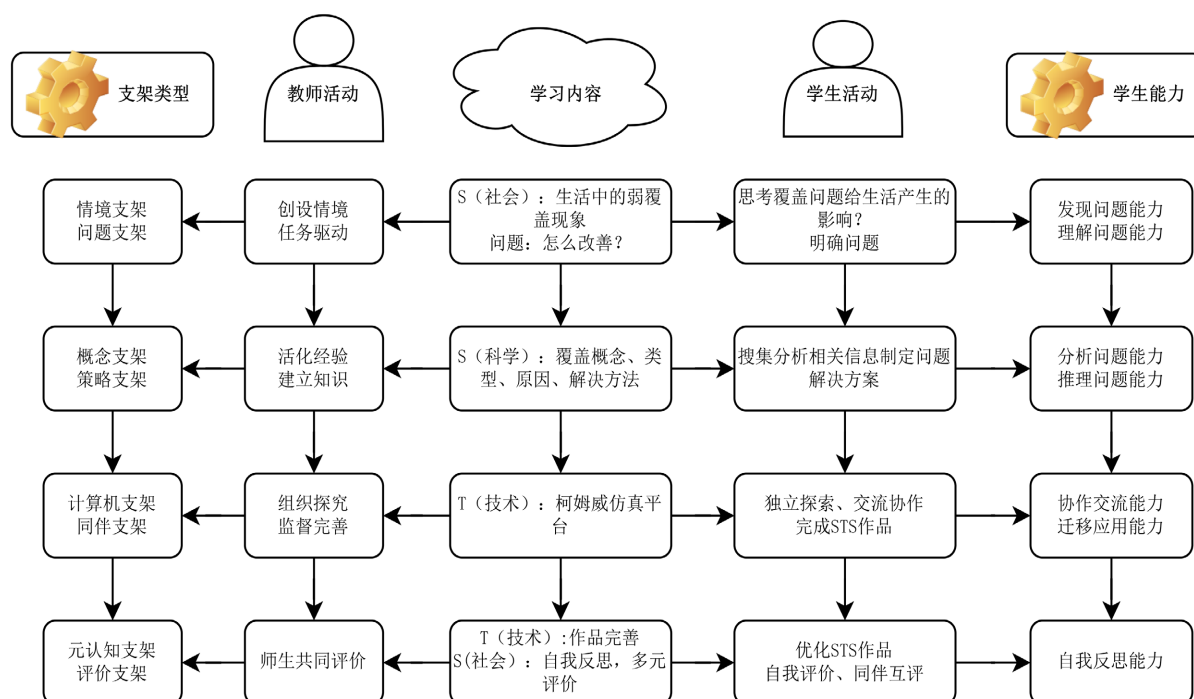 支架类型
教师活动
学习内容
学生活动
学生能力
情境支架
问题支架
创设情境
任务驱动
S（社会）：生活中的弱覆
盖现象
问题：怎么改善？
思考覆盖问题给生活产生的
影响？
明确问题
发现问题能力
理解问题能力
概念支架
策略支架
活化经验
建立知识
S（科学）：覆盖概念、类
型、原因、解决方法
搜集分析相关信息制定问题
解决方案
分析问题能力
推理问题能力
计算机支架
同伴支架
组织探究
监督完善
T（技术）：柯姆威仿真平
台
独立探索、交流协作
完成STS作品
协作交流能力
迁移应用能力
元认知支架
评价支架
师生共同评价
T（技术）:作品完善
S(社会）：自我反思，多元
评价
优化STS作品
自我评价、同伴互评
自我反思能力